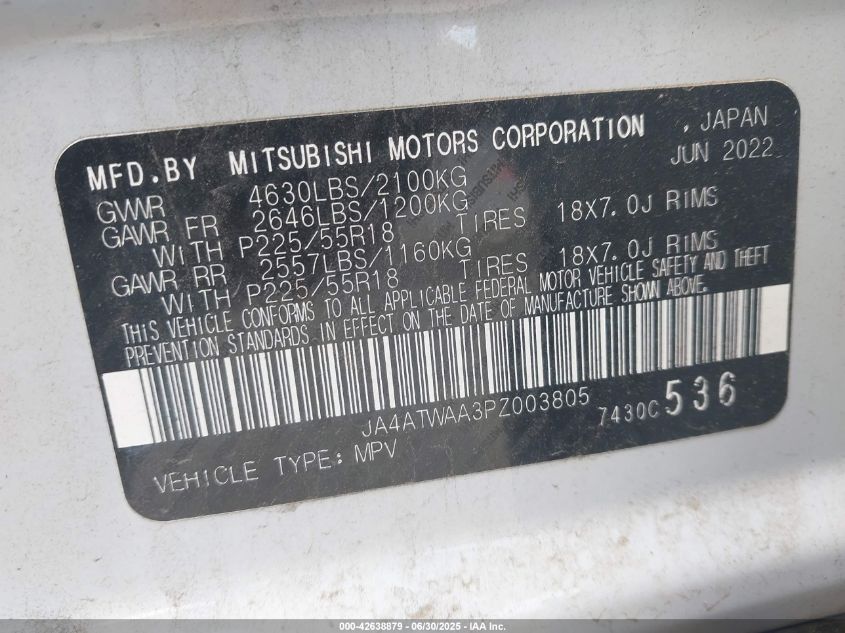 MFD.BY MITSUBISHI MOTORS CORPORATION , JAPAN
JUN 2022
GVWR 4630LBS/2100KG
GAWR FR 2646LBS/1200KG
WITH P225/55R18 TIRES 18X7.0J RIMS
GAWR RR 2557LBS/1160KG
WITH P225/55R18 TIRES 18X7.0J RIMS
THIS VEHICLE CONFORMS TO ALL APPLICABLE FEDERAL MOTOR VEHICLE SAFETY AND THEFT
PREVENTION STANDARDS IN EFFECT ON THE DATE OF MANUFACTURE SHOWN ABOVE.
JA4ATWAA3PZ003805 7430C 536
VEHICLE TYPE: MPV
000-42638879 - 06/30/2025 - IAA Inc.